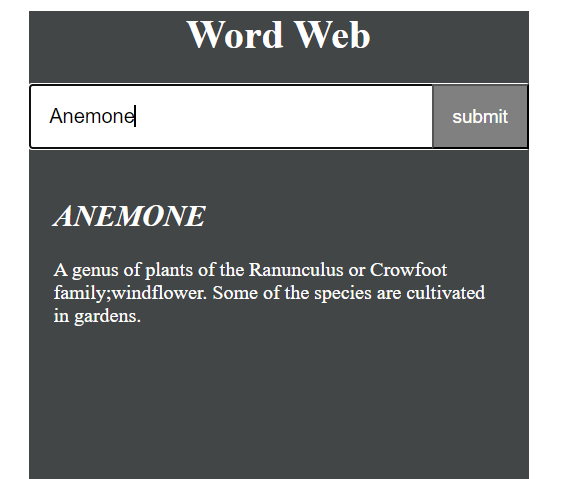 Word Web
Anemone
submit
ANEMONE
A genus of plants of the Ranunculus or Crowfoot
family;windflower. Some of the species are cultivated
in gardens.